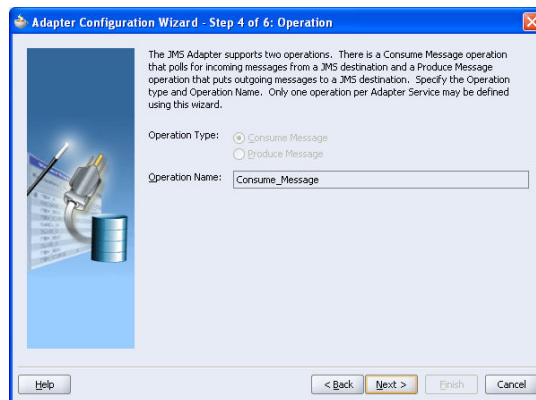 Adapter Configuration Wizard - Step 4 of 6: Operation
The JMS Adapter supports two operations. There is a Consume Message operation
that polls for incoming messages from a JMS destination and a Produce Message
operation that puts outgoing messages to a JMS destination. Specify the Operation
type and Operation Name. Only one operation per Adapter Service may be defined
using this wizard.
Operation Type: Consume Message
Produce Message
Operation Name: Consume_Message
Help < Back Next > Finish Cancel